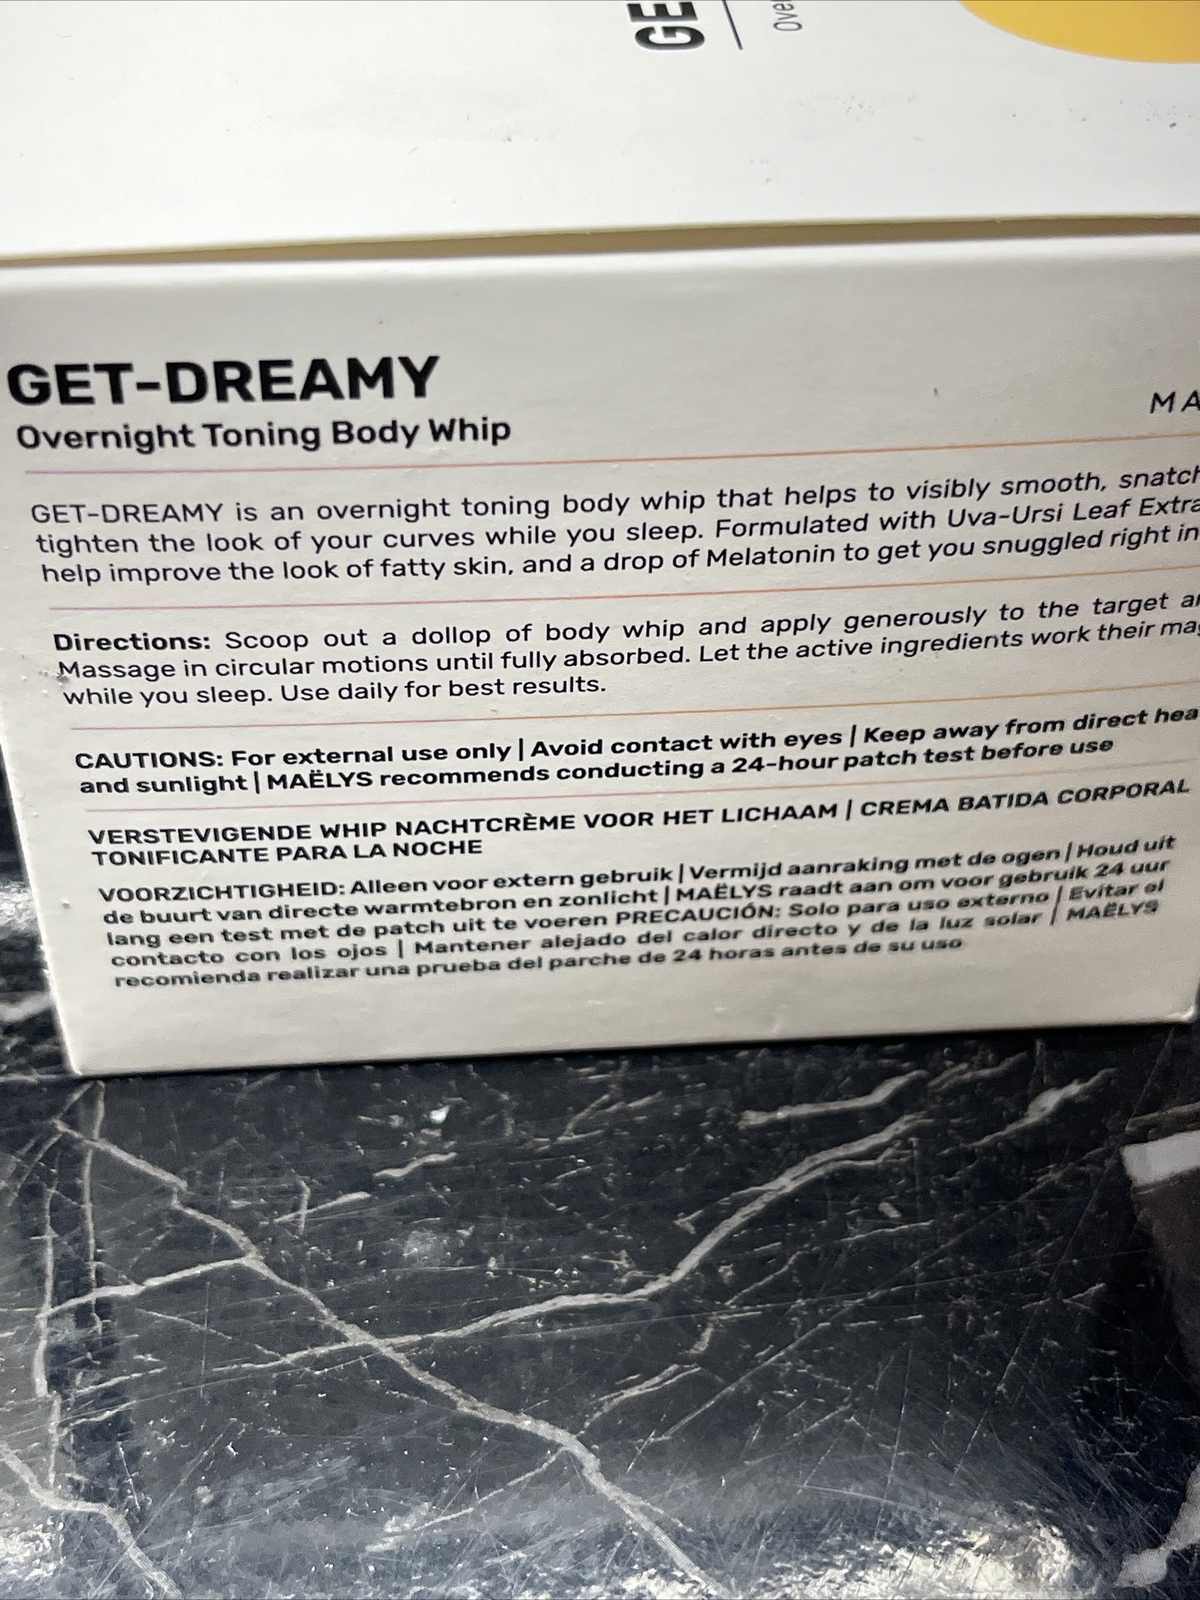 GE
Ove
GET-DREAMY
Overnight Toning Body Whip
MA
GET-DREAMY is an overnight toning body whip that helps to visibly smooth, snatch
tighten the look of your curves while you sleep. Formulated with Uva-Ursi Leaf Extra
help improve the look of fatty skin, and a drop of Melatonin to get you snuggled right in
Directions: Scoop out a dollop of body whip and apply generously to the target ar
Massage in circular motions until fully absorbed. Let the active ingredients work their ma
while you sleep. Use daily for best results.
CAUTIONS: For external use only | Avoid contact with eyes | Keep away from direct hea
and sunlight | MAËLYS recommends conducting a 24-hour patch test before use
VERSTEVIGENDE WHIP NACHTCRÈME VOOR HET LICHAAM | CREMA BATIDA CORPORAL
TONIFICANTE PARA LA NOCHE
VOORZICHTIGHEID: Alleen voor extern gebruik | Vermijd aanraking met de ogen | Houd uit
de buurt van directe warmtebron en zonlicht | MAËLYS raadt aan om voor gebruik 24 uur
lang een test met de patch uit te voeren PRECAUCIÓN: Solo para uso externo | Evitar el
contacto con los ojos | Mantener alejado del calor directo y de la luz solar | MAËLYS
recomienda realizar una prueba del parche de 24 horas antes de su uso